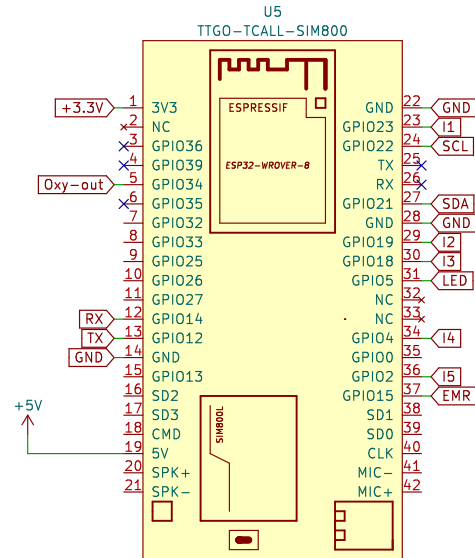 U5
TTGO-TCALL-SIM800
ESPRESSIF
ESP32-WROVER-8
+3.3V 1 3V3
2 NC
3 GPIO36
4 GPIO39
Oxy-out 5 GPIO34
6 GPIO35
7 GPIO32
8 GPIO33
9 GPIO25
10 GPIO26
11 GPIO27
RX 12 GPIO14
TX 13 GPIO12
GND 14 GND
15 GPIO13
16 SD2
17 SD3
18 CMD
+5V
19 5V
20 SPK+
21 SPK-
SIM800L
GND 22 GND
GPIO23 23 I1
GPIO22 24 SCL
TX 25
RX 26
GPIO21 27 SDA
GND 28 GND
GPIO19 29 I2
GPIO18 30 I3
GPIO5 31 LED
NC 32
NC 33
GPIO4 34 I4
GPIO0 35
GPIO2 36 I5
GPIO15 37 EMR
SD1 38
SD0 39
CLK 40
MIC- 41
MIC+ 42